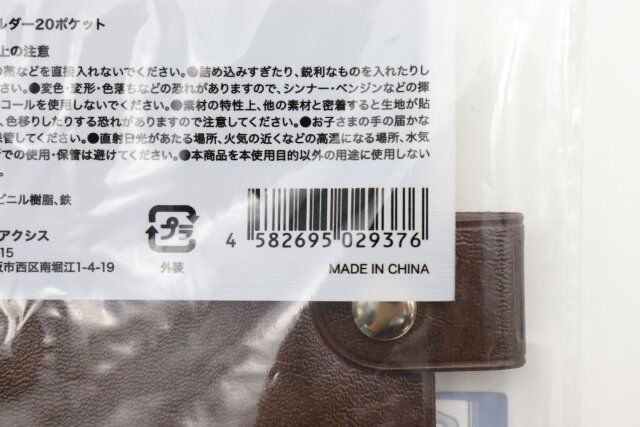 ルダー20ポケット
上の注意
の薬などを直接入れないでください。●詰め込みすぎたり、鋭利なものを入れたりし
さい。●変色・変形・色落ちなどの恐れがありますので、シンナー・ベンジンなどの揮
コールを使用しないでください。●素材の特性上、他の素材と密着すると生地が貼
、色移りしたりする恐れがありますので注意してください。●お子さまの手の届かな
保管してください。●直射日光があたる場所、火気の近くなどの高温になる場所、水気
での使用・保管は避けてください。●本商品を本使用目的以外の用途に使用しない
。
ビニル樹脂、鉄
アクシス
15
阪市西区南堀江1-4-19
プラ
外装
4 582695 029376
MADE IN CHINA